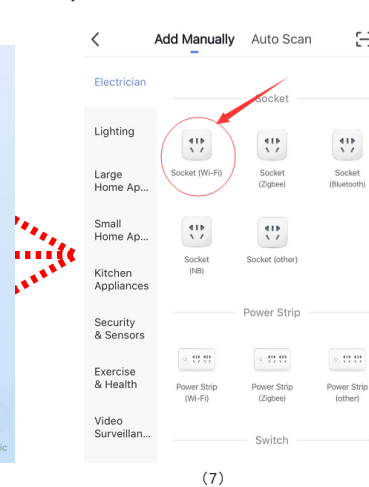 Add Manually Auto Scan
Electrician
Lighting
Large
Home Ap...
Small
Home Ap...
Kitchen
Appliances
Security
& Sensors
Exercise
& Health
Video
Surveillan...
Socket
Socket (Wi-Fi)
Socket
(Zigbee)
Socket
(Bluetooth)
Socket
(NB)
Socket (other)
Power Strip
Power Strip
(Wi-Fi)
Power Strip
(Zigbee)
Power Strip
(other)
Switch
ic
(7)